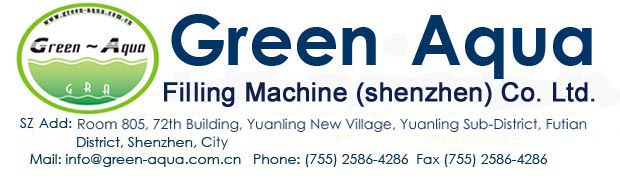 www.green-aqua.com.cn
Green ~ Aqua
G R A
Green Aqua
Filling Machine (shenzhen) Co. Ltd.
SZ Add: Room 805, 72th Building, Yuanling New Village, Yuanling Sub-District, Futian
District, Shenzhen, City
Mail: info@green-aqua.com.cn Phone: (755) 2586-4286 Fax (755) 2586-4286